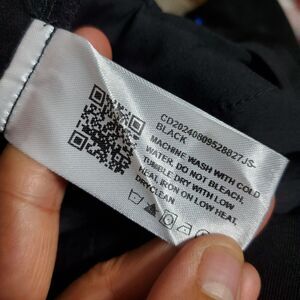 CD20240809528827JS-
BLACK
MACHINE WASH WITH COLD
WATER, DO NOT BLEACH,
TUMBLE DRY WITH LOW
HEAT, IRON ON LOW HEAT,
DRYCLEAN